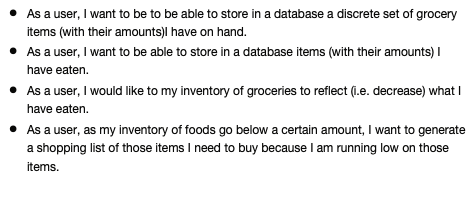 • As a user, I want to be to be able to store in a database a discrete set of grocery
items (with their amounts)I have on hand.
• As a user, I want to be able to store in a database items (with their amounts) I
have eaten.
• As a user, I would like to my inventory of groceries to reflect (i.e. decrease) what I
have eaten.
• As a user, as my inventory of foods go below a certain amount, I want to generate
a shopping list of those items I need to buy because I am running low on those
items.